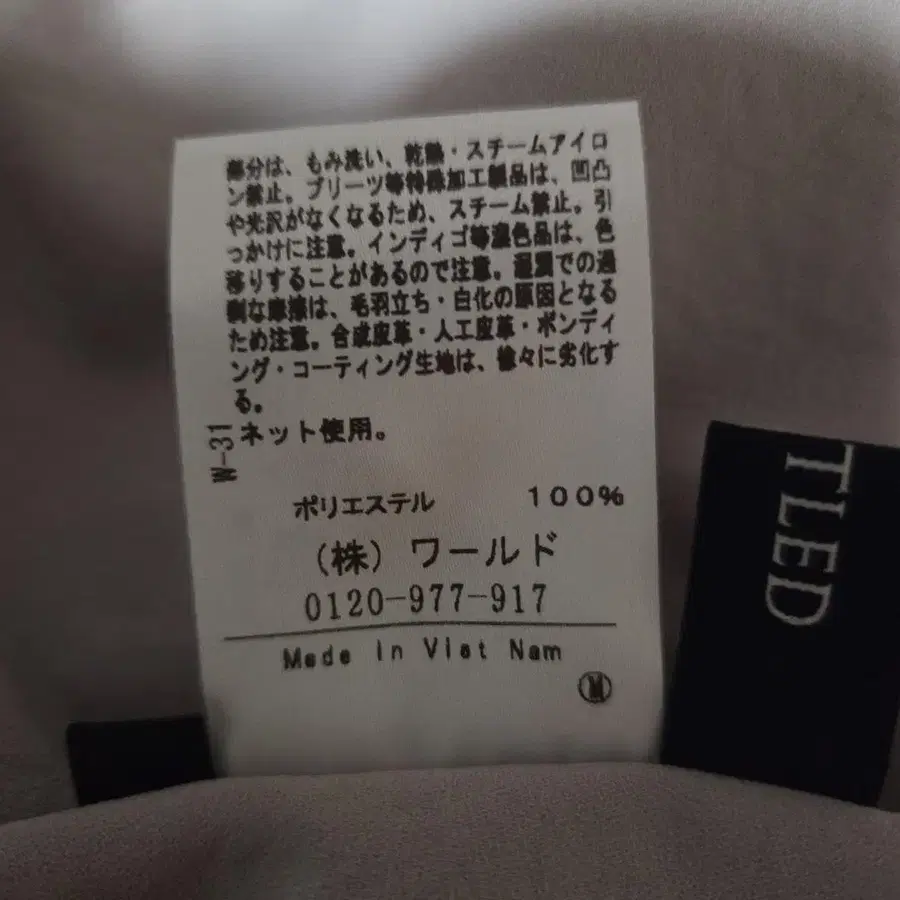 部分は、もみ洗い、乾熱・スチームアイロ
ン禁止。プリーツ等特殊加工製品は、凹凸
や光沢がなくなるため、スチーム禁止。引
っかけに注意。インディゴ等濃色品は、色
移りすることがあるので注意。湿潤での過
剰な摩擦は、毛羽立ち・白化の原因となる
ため注意。合成皮革・人工皮革・ボンディ
ング・コーティング生地は、徐々に劣化す
る。
ネット使用。
W-31
ポリエステル 100%
(株)ワールド
0120-977-917
Made in Viet Nam
M
TLED